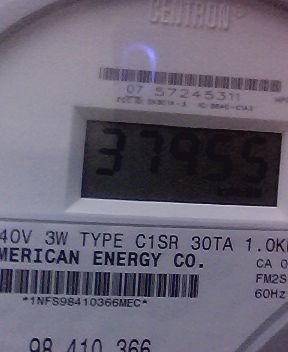 CENTRON®
07 57245311
37955
40V 3W TYPE C1SR 30TA 1.0K
MERICAN ENERGY CO.
CA 0
FM2S
*1NFS98410366MEC*
60Hz
98 410 366